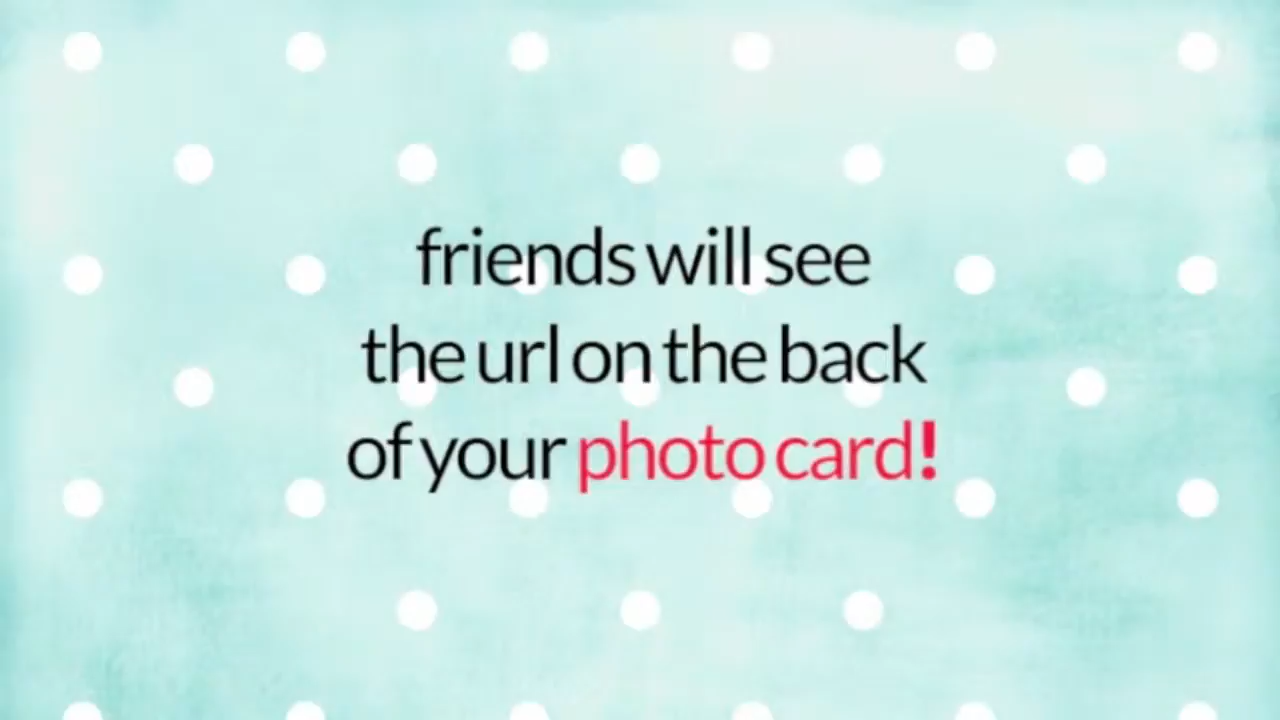 friends will see
the url on the back
of your photo card!